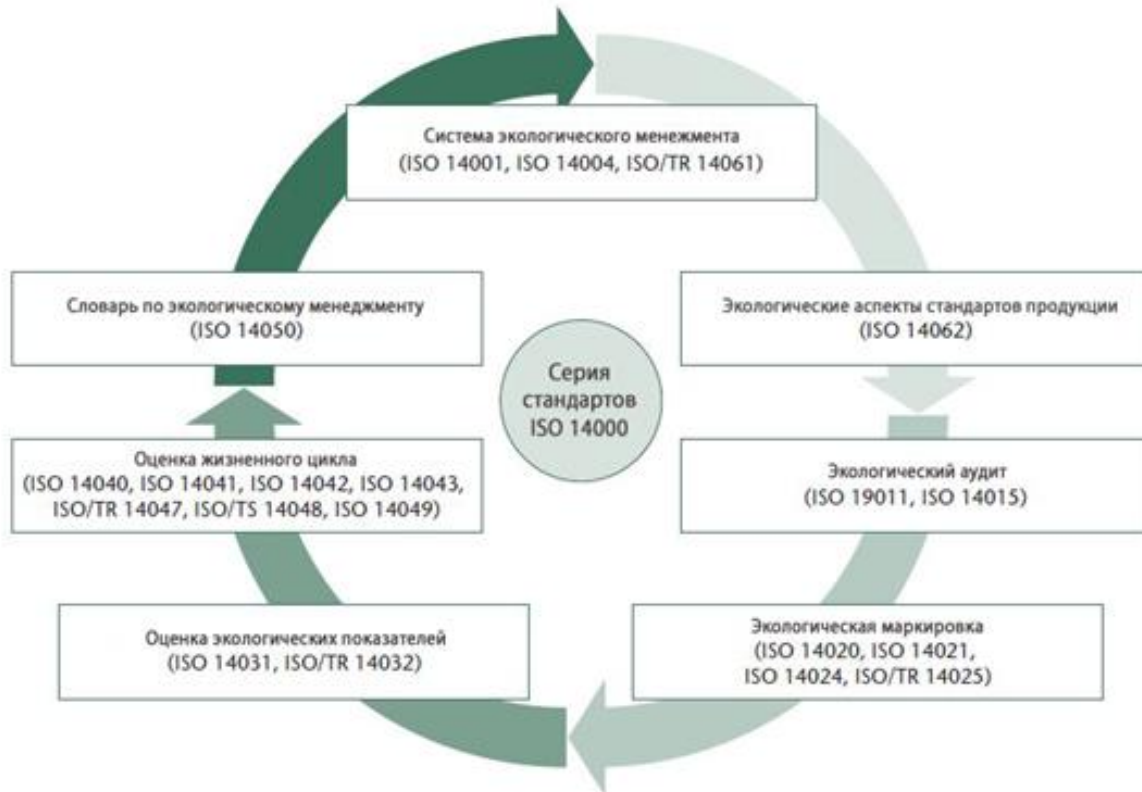 Система экологического менежмента
(ISO 14001, ISO 14004, ISO/TR 14061)
Экологические аспекты стандартов продукции
(ISO 14062)
Экологический аудит
(ISO 19011, ISO 14015)
Экологическая маркировка
(ISO 14020, ISO 14021,
ISO 14024, ISO/TR 14025)
Оценка экологических показателей
(ISO 14031, ISO/TR 14032)
Оценка жизненного цикла
(ISO 14040, ISO 14041, ISO 14042, ISO 14043,
ISO/TR 14047, ISO/TS 14048, ISO 14049)
Словарь по экологическому менеджменту
(ISO 14050)
Серия
стандартов
ISO 14000